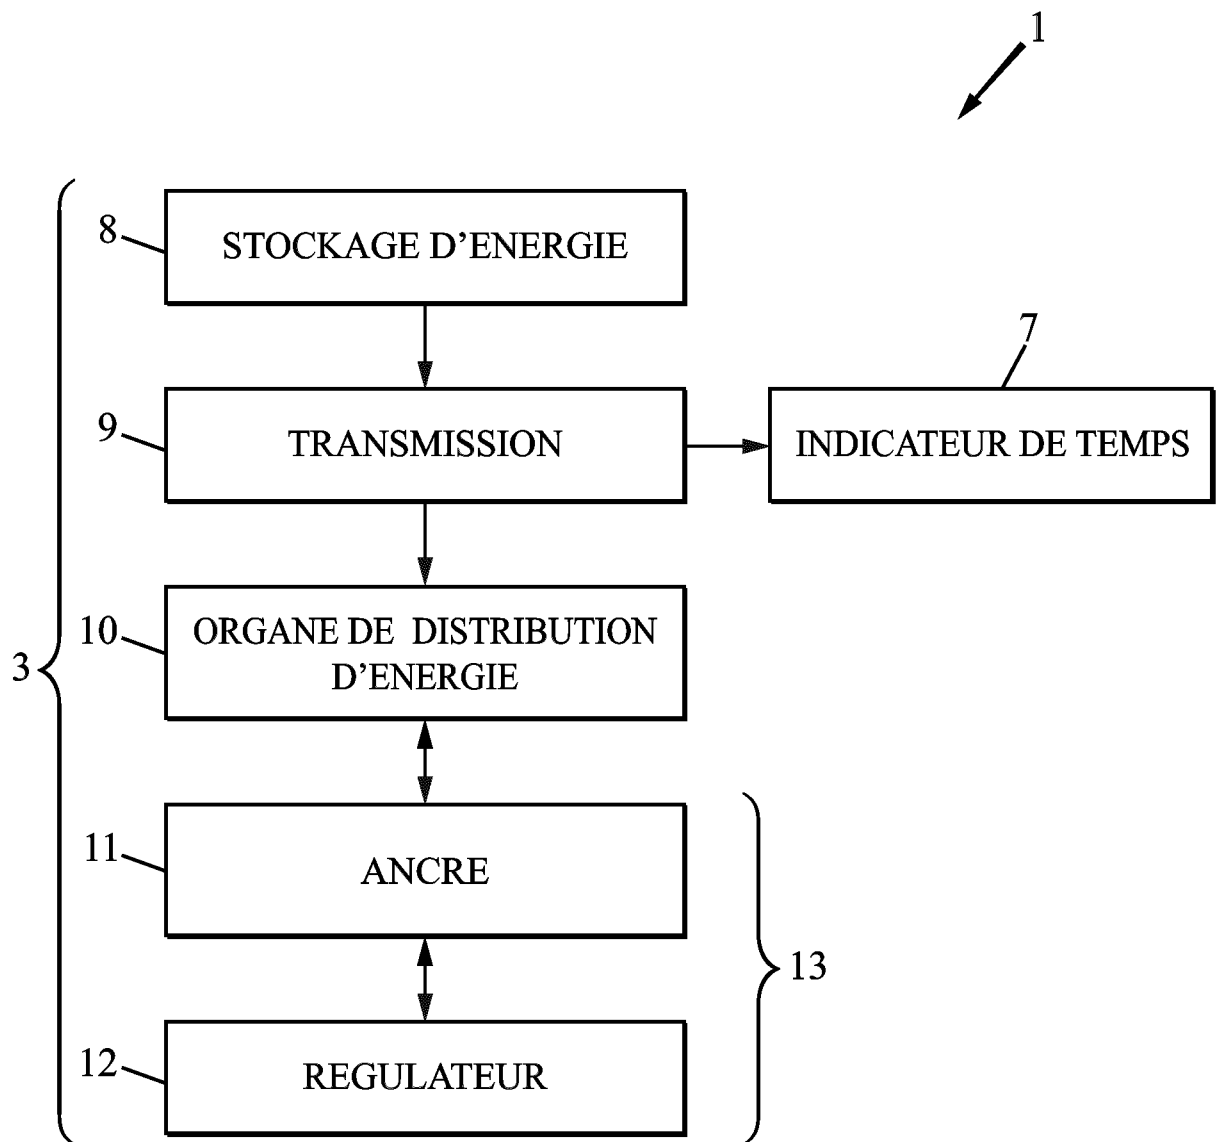 1
8
STOCKAGE D’ENERGIE
7
9
TRANSMISSION
INDICATEUR DE TEMPS
10
ORGANE DE DISTRIBUTION
D’ENERGIE
3
11
ANCRE
13
12
REGULATEUR